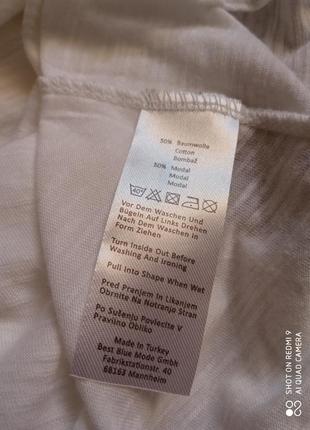 50% Baumwolle
Cotton
Bombaž
50% Modal
Modal
Modal
40°
Vor Dem Waschen Und
Bügeln Auf Links Drehen
Nach Dem Waschen in
Form Ziehen
Turn Inside Out Before
Washing And Ironing
Pull Into Shape When Wet
Pred Pranjem In Likanjem
Obrnite Na Notranjo Stran
Po Sušenju Povlecite V
Pravilno Obliko
Made In Turkey
Best Blue Mode GmbH
Fabrikstationstr. 40
68163 Mannheim
SHOT ON REDMI 9
AI QUAD CAMERA